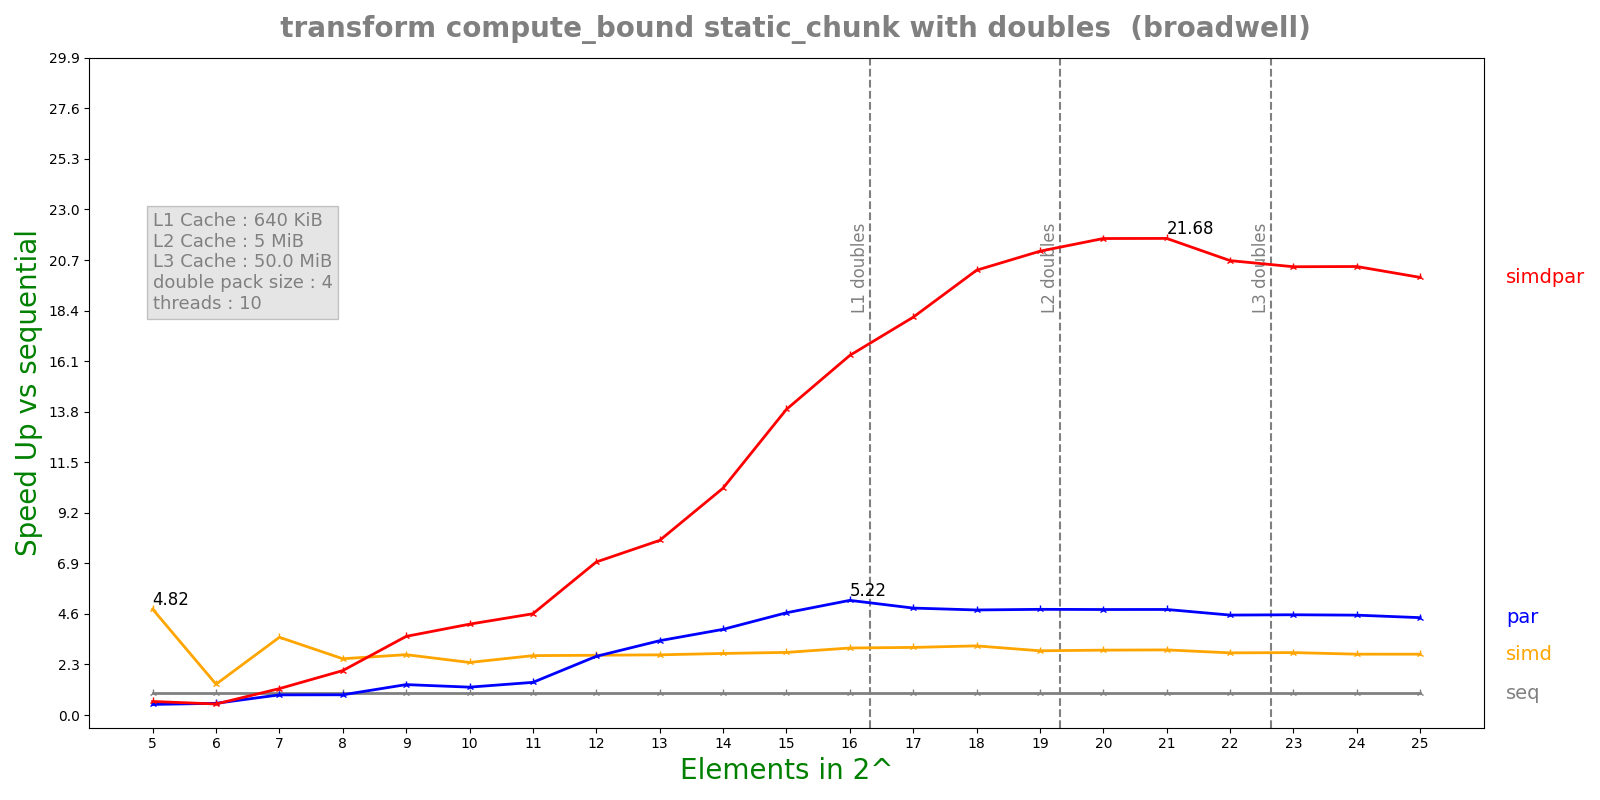 transform compute_bound static_chunk with doubles  (broadwell)
Speed Up vs sequential
29.9
27.6
25.3
23.0
20.7
18.4
16.1
13.8
11.5
9.2
6.9
4.6
2.3
0.0
L1 Cache : 640 KiB
L2 Cache : 5 MiB
L3 Cache : 50.0 MiB
double pack size : 4
threads : 10
L1 doubles
L2 doubles
L3 doubles
21.68
4.82
5.22
simdpar
par
simd
seq
5 6 7 8 9 10 11 12 13 14 15 16 17 18 19 20 21 22 23 24 25
Elements in 2^